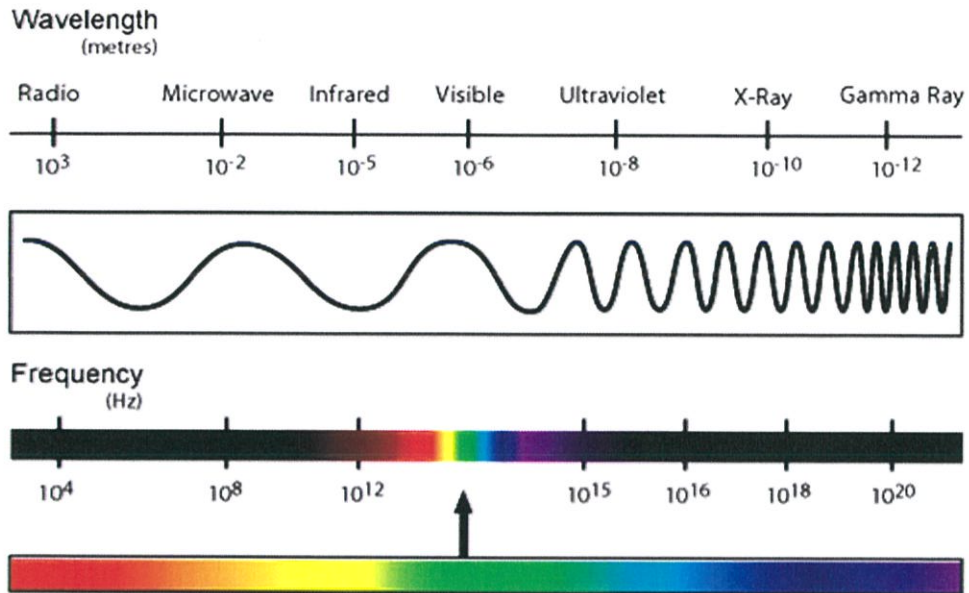 Wavelength
(metres)
Radio Microwave Infrared Visible Ultraviolet X-Ray Gamma Ray
10³ 10⁻² 10⁻⁵ 10⁻⁶ 10⁻⁸ 10⁻¹⁰ 10⁻¹²
Frequency
(Hz)
10⁴ 10⁸ 10¹² 10¹⁵ 10¹⁶ 10¹⁸ 10²⁰